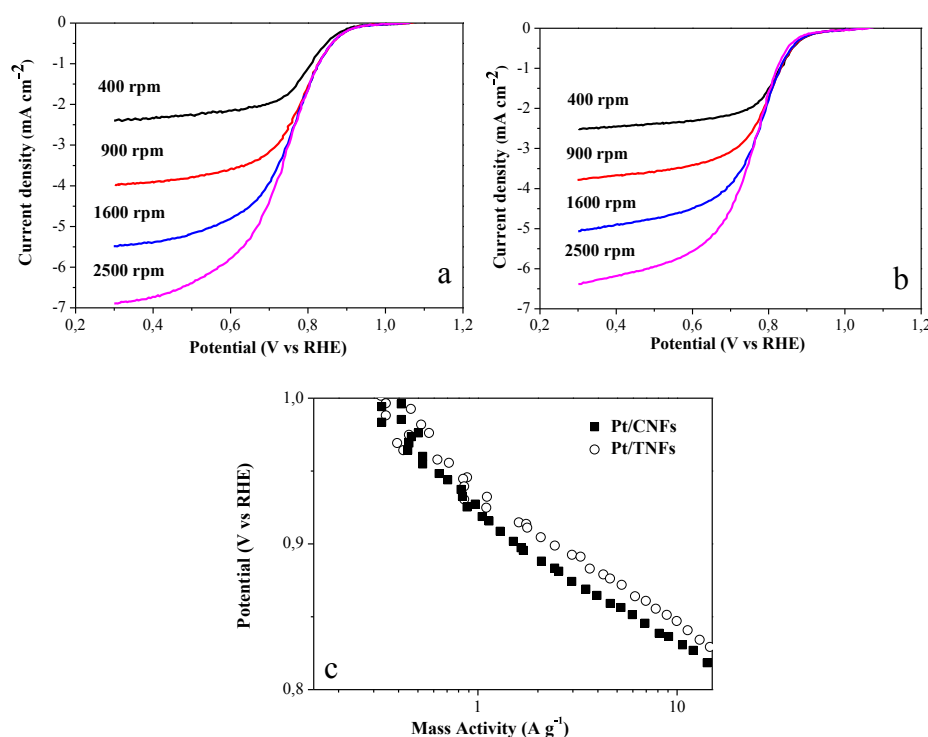 0
-1
-2
-3
-4
-5
-6
-7
Current density (mA cm⁻²)
400 rpm
900 rpm
1600 rpm
2500 rpm
a
0,2 0,4 0,6 0,8 1,0 1,2
Potential (V vs RHE)
0
-1
-2
-3
-4
-5
-6
-7
Current density (mA cm⁻²)
400 rpm
900 rpm
1600 rpm
2500 rpm
b
0,2 0,4 0,6 0,8 1,0 1,2
Potential (V vs RHE)
1,0
0,9
0,8
Potential (V vs RHE)
Pt/CNFs
Pt/TNFs
c
1 10
Mass Activity (A g⁻¹)